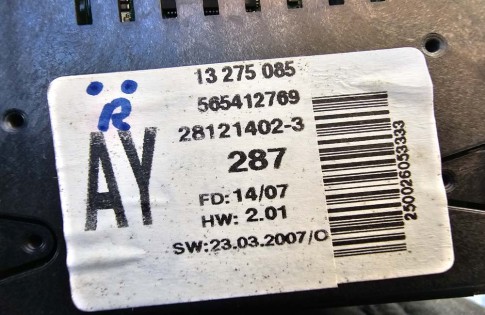 13 275 085
565412769
28121402-3
287
R
AY
FD: 14/07
HW: 2.01
SW:23.03.2007/0
250026053333